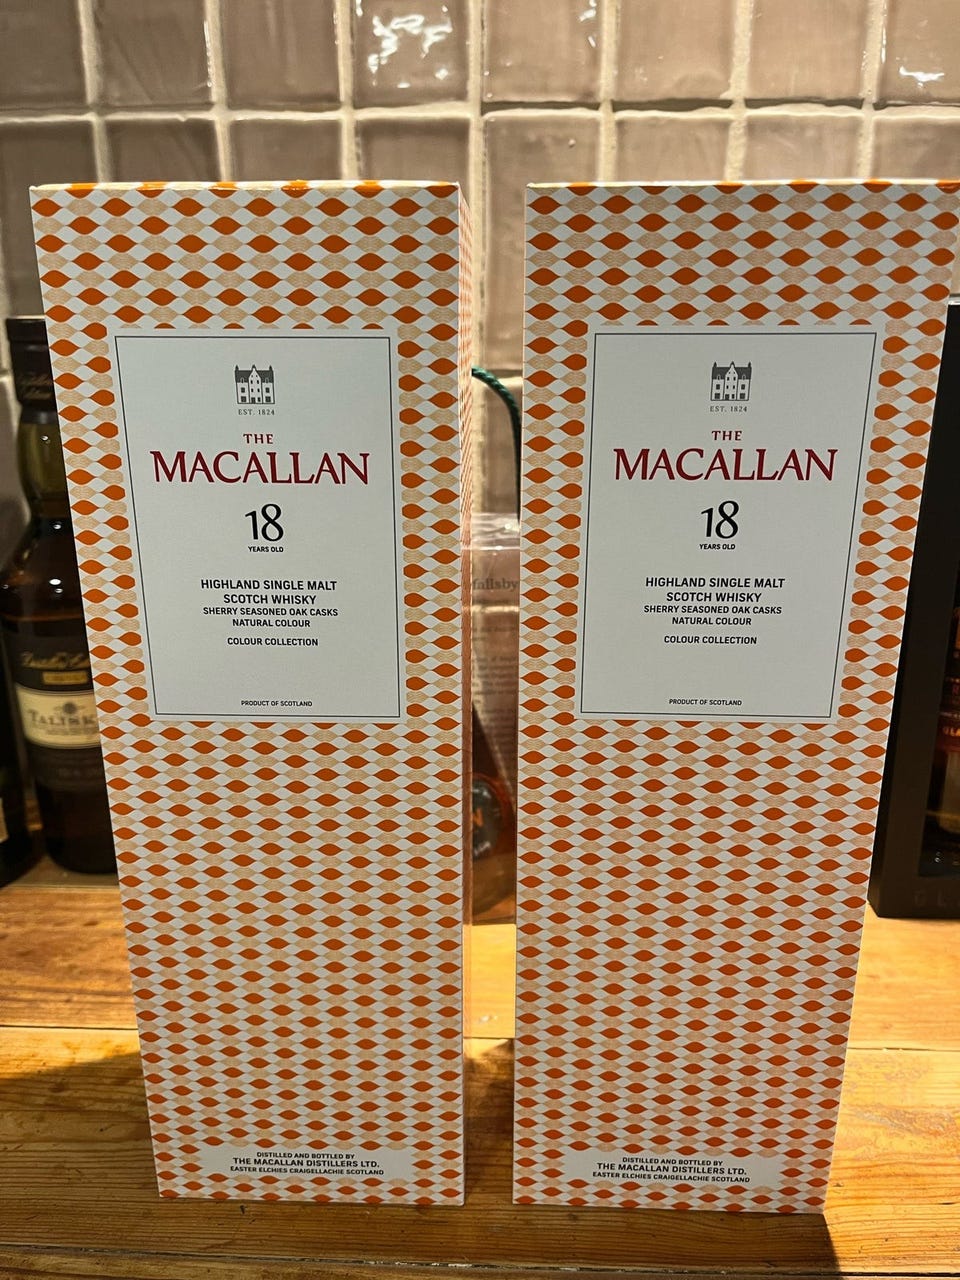 EST. 1824
THE
MACALLAN
18
YEARS OLD
HIGHLAND SINGLE MALT
SCOTCH WHISKY
SHERRY SEASONED OAK CASKS
NATURAL COLOUR
COLOUR COLLECTION
PRODUCT OF SCOTLAND
DISTILLED AND BOTTLED BY
THE MACALLAN DISTILLERS LTD.
EASTER ELCHIES CRAIGELLACHIE SCOTLAND
EST. 1824
THE
MACALLAN
18
YEARS OLD
HIGHLAND SINGLE MALT
SCOTCH WHISKY
SHERRY SEASONED OAK CASKS
NATURAL COLOUR
COLOUR COLLECTION
PRODUCT OF SCOTLAND
DISTILLED AND BOTTLED BY
THE MACALLAN DISTILLERS LTD.
EASTER ELCHIES CRAIGELLACHIE SCOTLAND
TALISK